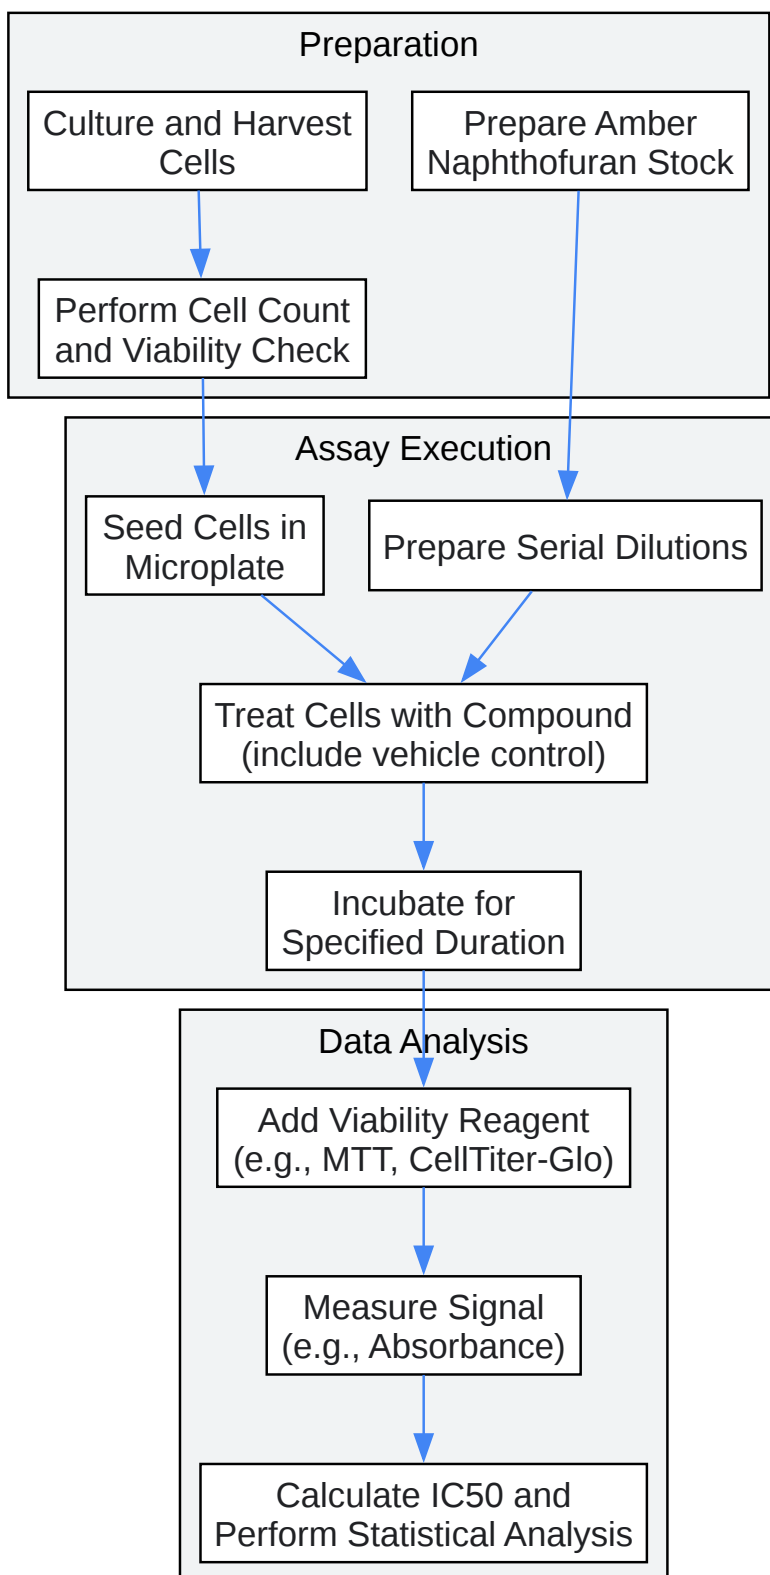 Preparation
Culture and Harvest
Cells
Prepare Amber
Naphthofuran Stock
Perform Cell Count
and Viability Check
Assay Execution
Seed Cells in
Microplate
Prepare Serial Dilutions
Treat Cells with Compound
(include vehicle control)
Incubate for
Specified Duration
Data Analysis
Add Viability Reagent
(e.g., MTT, CellTiter-Glo)
Measure Signal
(e.g., Absorbance)
Calculate IC50 and
Perform Statistical Analysis